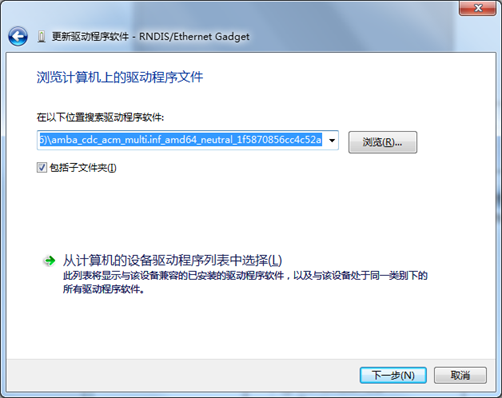 更新驱动程序软件 - RNDIS/Ethernet Gadget
浏览计算机上的驱动程序文件
在以下位置搜索驱动程序软件:
6)\amba_cdc_acm_multi.inf_amd64_neutral_1f5870856cc4c52a
浏览(R)...
包括子文件夹(I)
从计算机的设备驱动程序列表中选择(L)
此列表将显示与该设备兼容的已安装的驱动程序软件，以及与该设备处于同一类别下的
所有驱动程序软件。
下一步(N)
取消